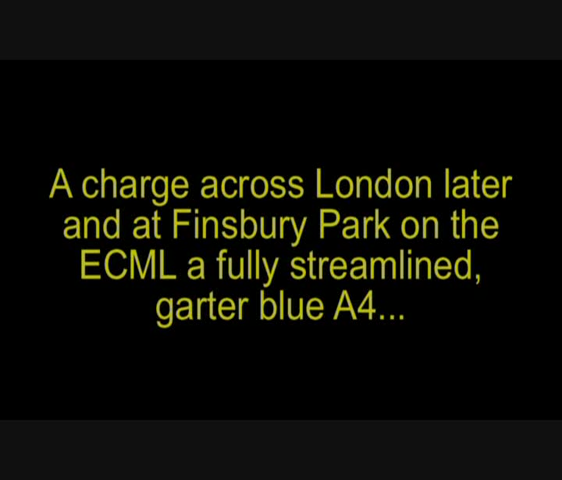 A charge across London later
and at Finsbury Park on the
ECML a fully streamlined,
garter blue A4...